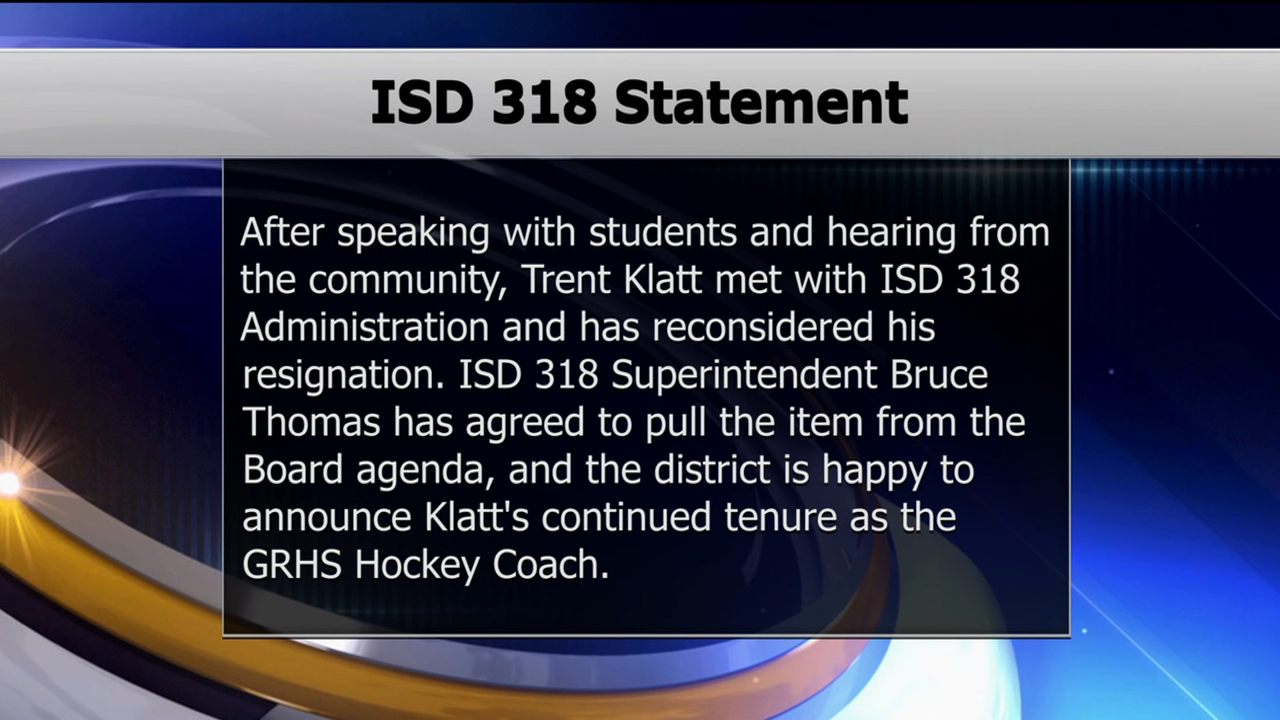 ISD 318 Statement
After speaking with students and hearing from
the community, Trent Klatt met with ISD 318
Administration and has reconsidered his
resignation. ISD 318 Superintendent Bruce
Thomas has agreed to pull the item from the
Board agenda, and the district is happy to
announce Klatt's continued tenure as the
GRHS Hockey Coach.